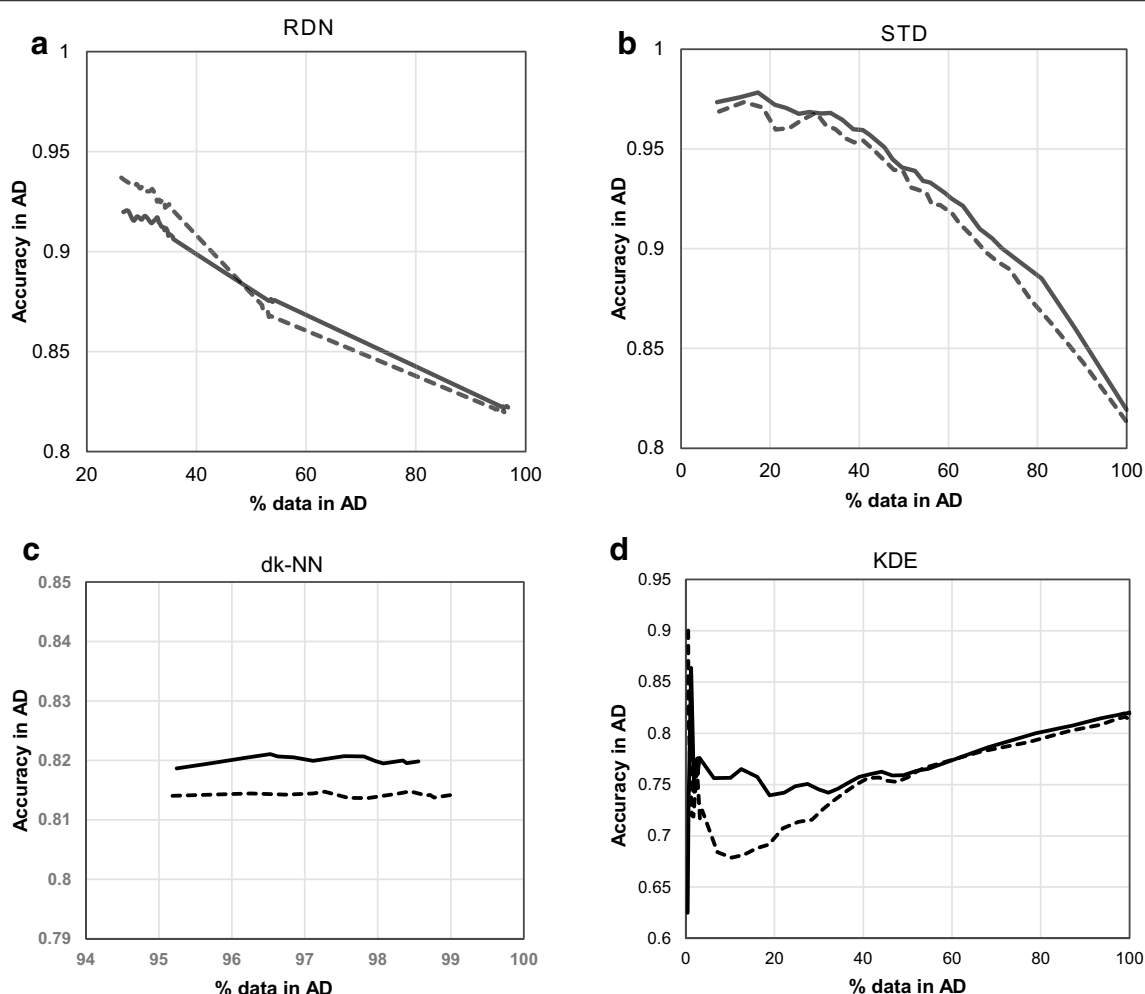 a
RDN
1
0.95
0.9
0.85
0.8
20 40 60 80 100
Accuracy in AD
% data in AD
b
STD
1
0.95
0.9
0.85
0.8
0 20 40 60 80 100
Accuracy in AD
% data in AD
c
dk-NN
0.85
0.84
0.83
0.82
0.81
0.8
0.79
94 95 96 97 98 99 100
Accuracy in AD
% data in AD
d
KDE
0.95
0.9
0.85
0.8
0.75
0.7
0.65
0.6
0 20 40 60 80 100
Accuracy in AD
% data in AD